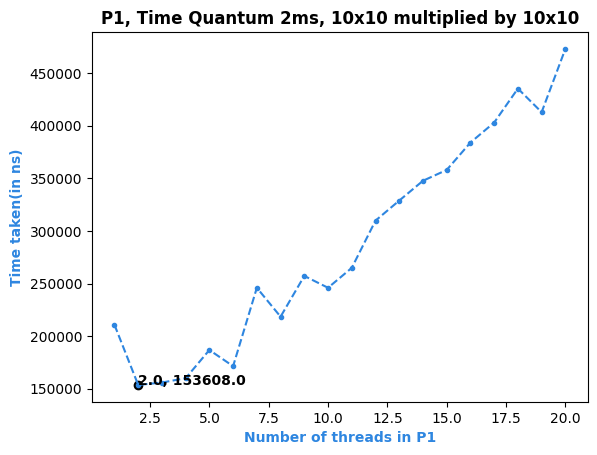 P1, Time Quantum 2ms, 10x10 multiplied by 10x10
450000
400000
350000
300000
250000
200000
150000
Time taken(in ns)
2.0, 153608.0
2.5 5.0 7.5 10.0 12.5 15.0 17.5 20.0
Number of threads in P1